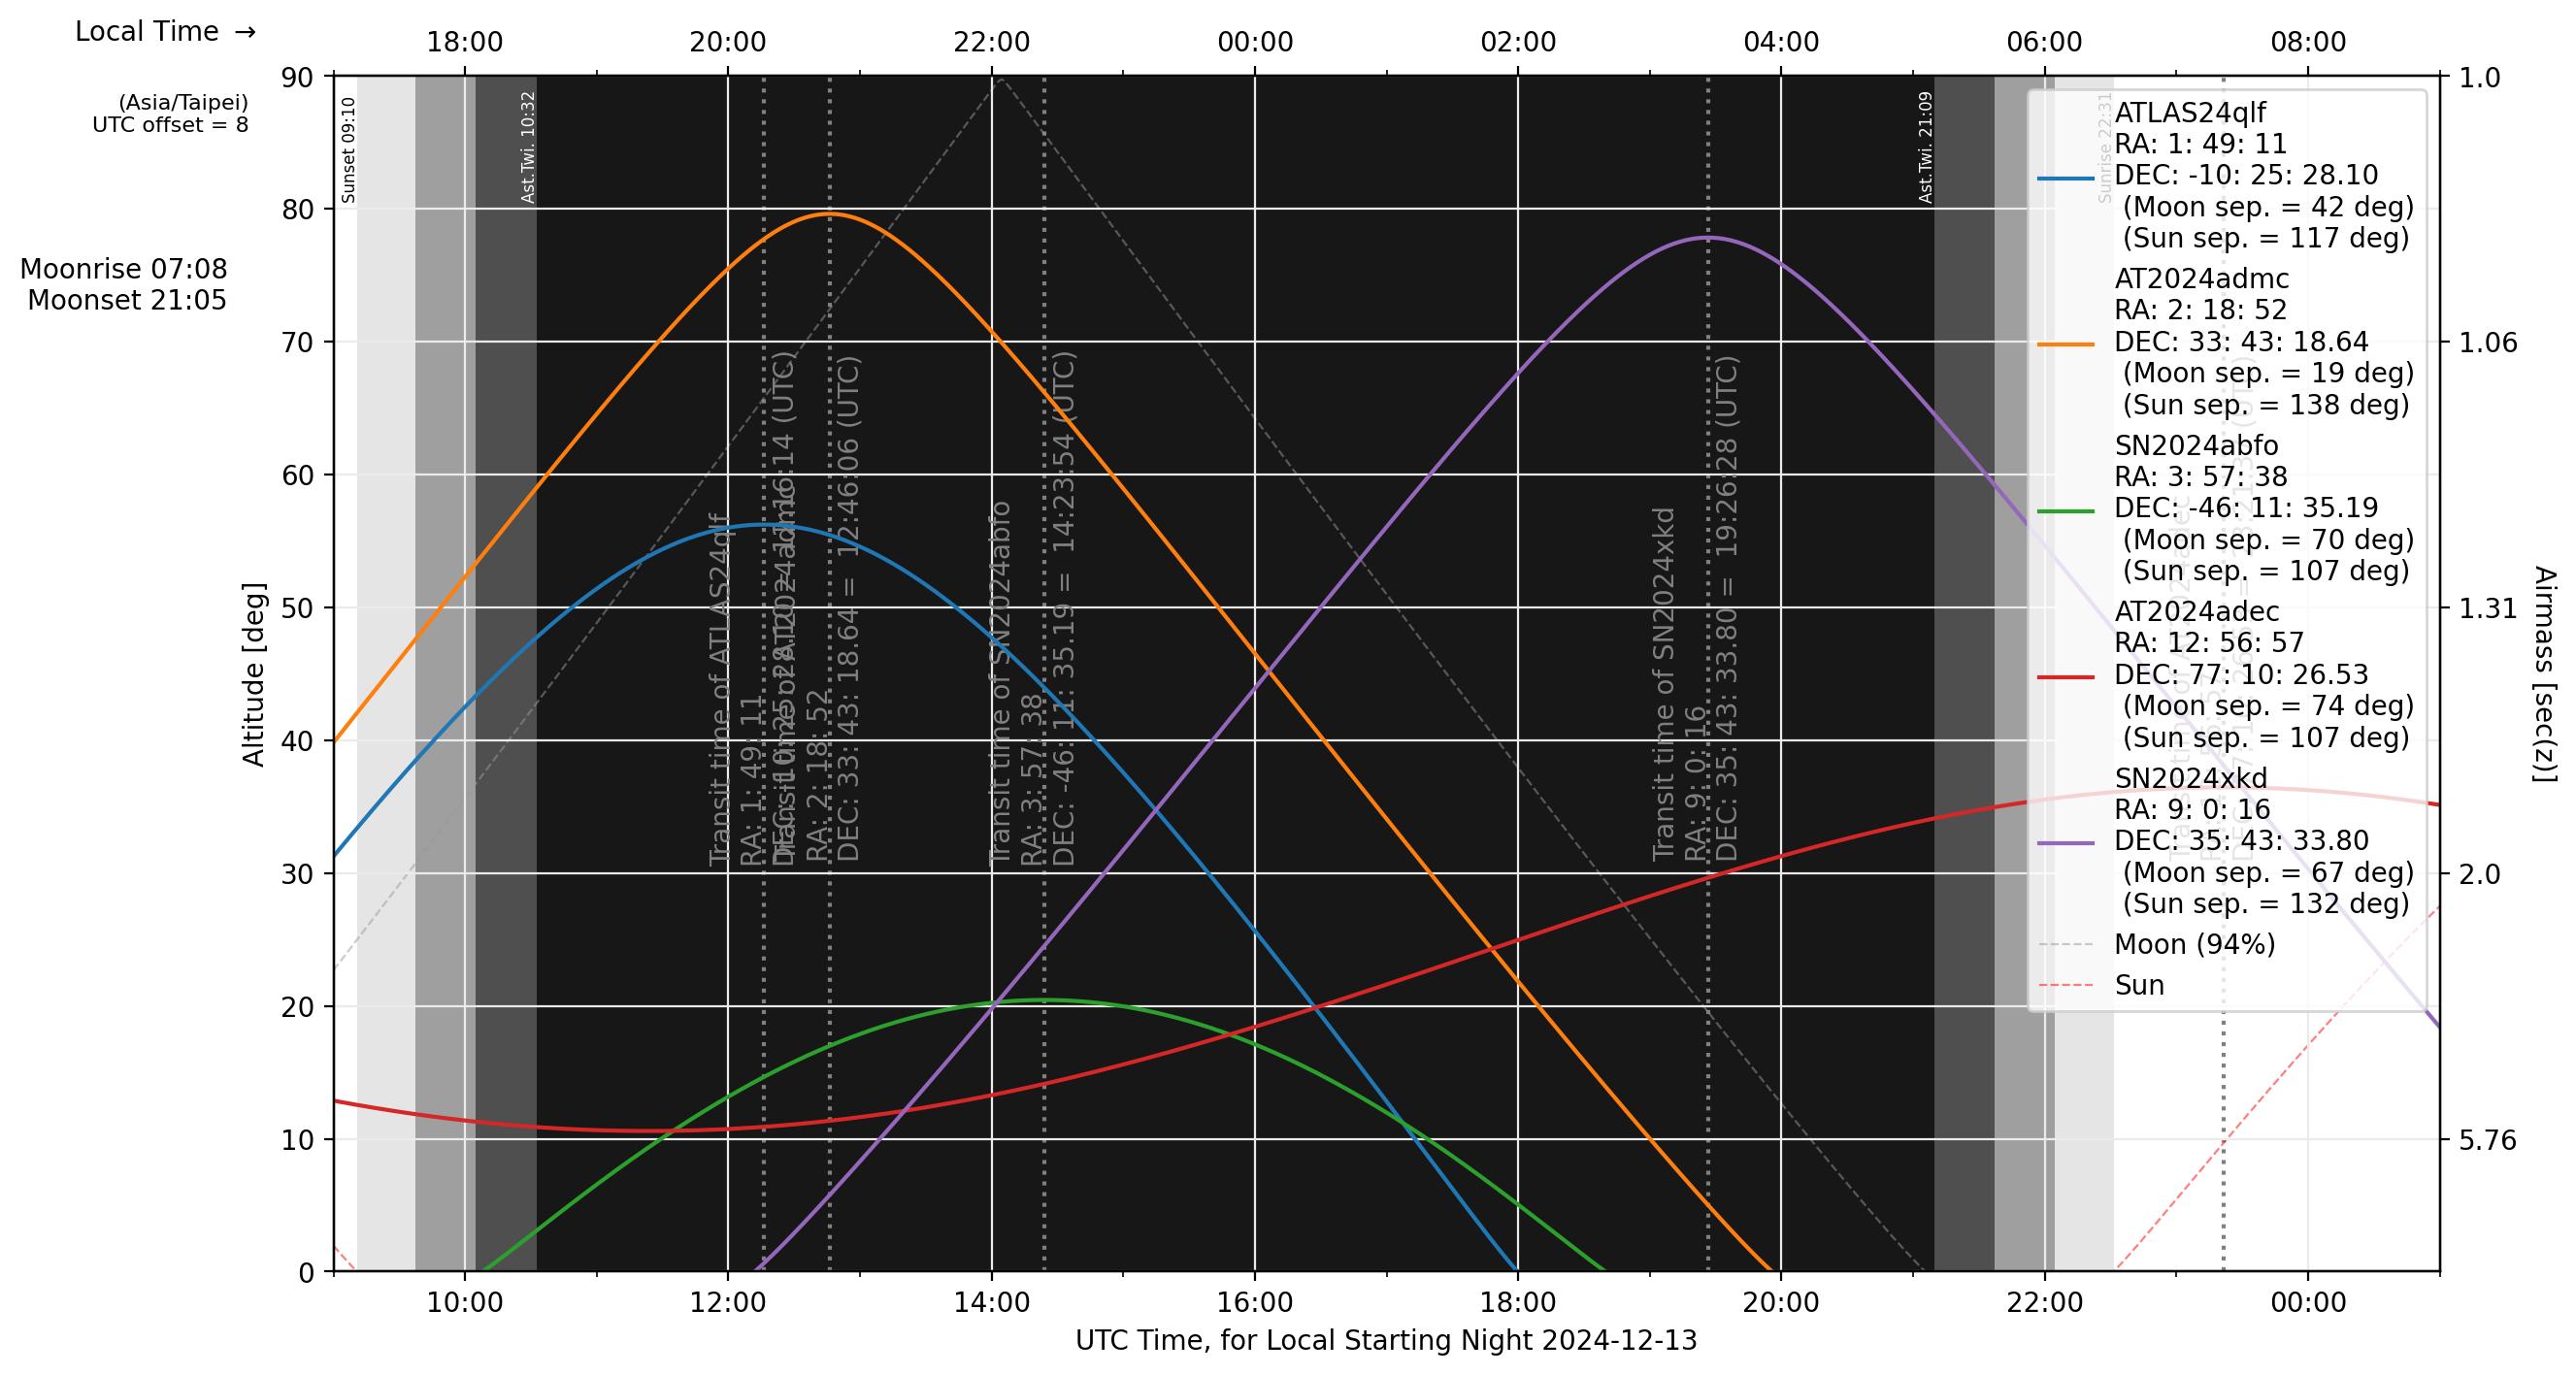 Local Time →
18:00 20:00 22:00 00:00 02:00 04:00 06:00 08:00
(Asia/Taipei)
UTC offset = 8
Moonrise 07:08
Moonset 21:05
Altitude [deg]
90
80
70
60
50
40
30
20
10
0
Sunset 09:10
Ast.Twi. 10:32
Transit time of ATLAS24qlf
RA: 1: 49: 11
Transit time of AT2024admc
RA: 2: 18: 52
DEC: 33: 43: 18.64 = 12:46:06 (UTC)
Transit time of SN2024abfo
RA: 3: 57: 38
DEC: -46: 11: 35.19 = 14:23:54 (UTC)
Transit time of SN2024xkd
RA: 9: 0: 16
DEC: 35: 43: 33.80 = 19:26:28 (UTC)
Ast.Twi. 21:09
Sunrise 22:31
ATLAS24qlf
RA: 1: 49: 11
DEC: -10: 25: 28.10
(Moon sep. = 42 deg)
(Sun sep. = 117 deg)
AT2024admc
RA: 2: 18: 52
DEC: 33: 43: 18.64
(Moon sep. = 19 deg)
(Sun sep. = 138 deg)
SN2024abfo
RA: 3: 57: 38
DEC: -46: 11: 35.19
(Moon sep. = 70 deg)
(Sun sep. = 107 deg)
AT2024adec
RA: 12: 56: 57
DEC: 77: 10: 26.53
(Moon sep. = 74 deg)
(Sun sep. = 107 deg)
SN2024xkd
RA: 9: 0: 16
DEC: 35: 43: 33.80
(Moon sep. = 67 deg)
(Sun sep. = 132 deg)
Moon (94%)
Sun
1.0
1.06
1.31
2.0
5.76
Airmass [sec(z)]
10:00 12:00 14:00 16:00 18:00 20:00 22:00 00:00
UTC Time, for Local Starting Night 2024-12-13